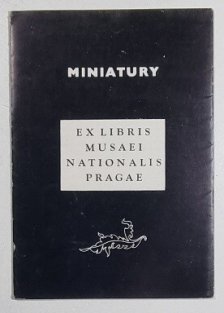 MINIATURY
EX LIBRIS
MUSAEI
NATIONALIS
PRAGAE